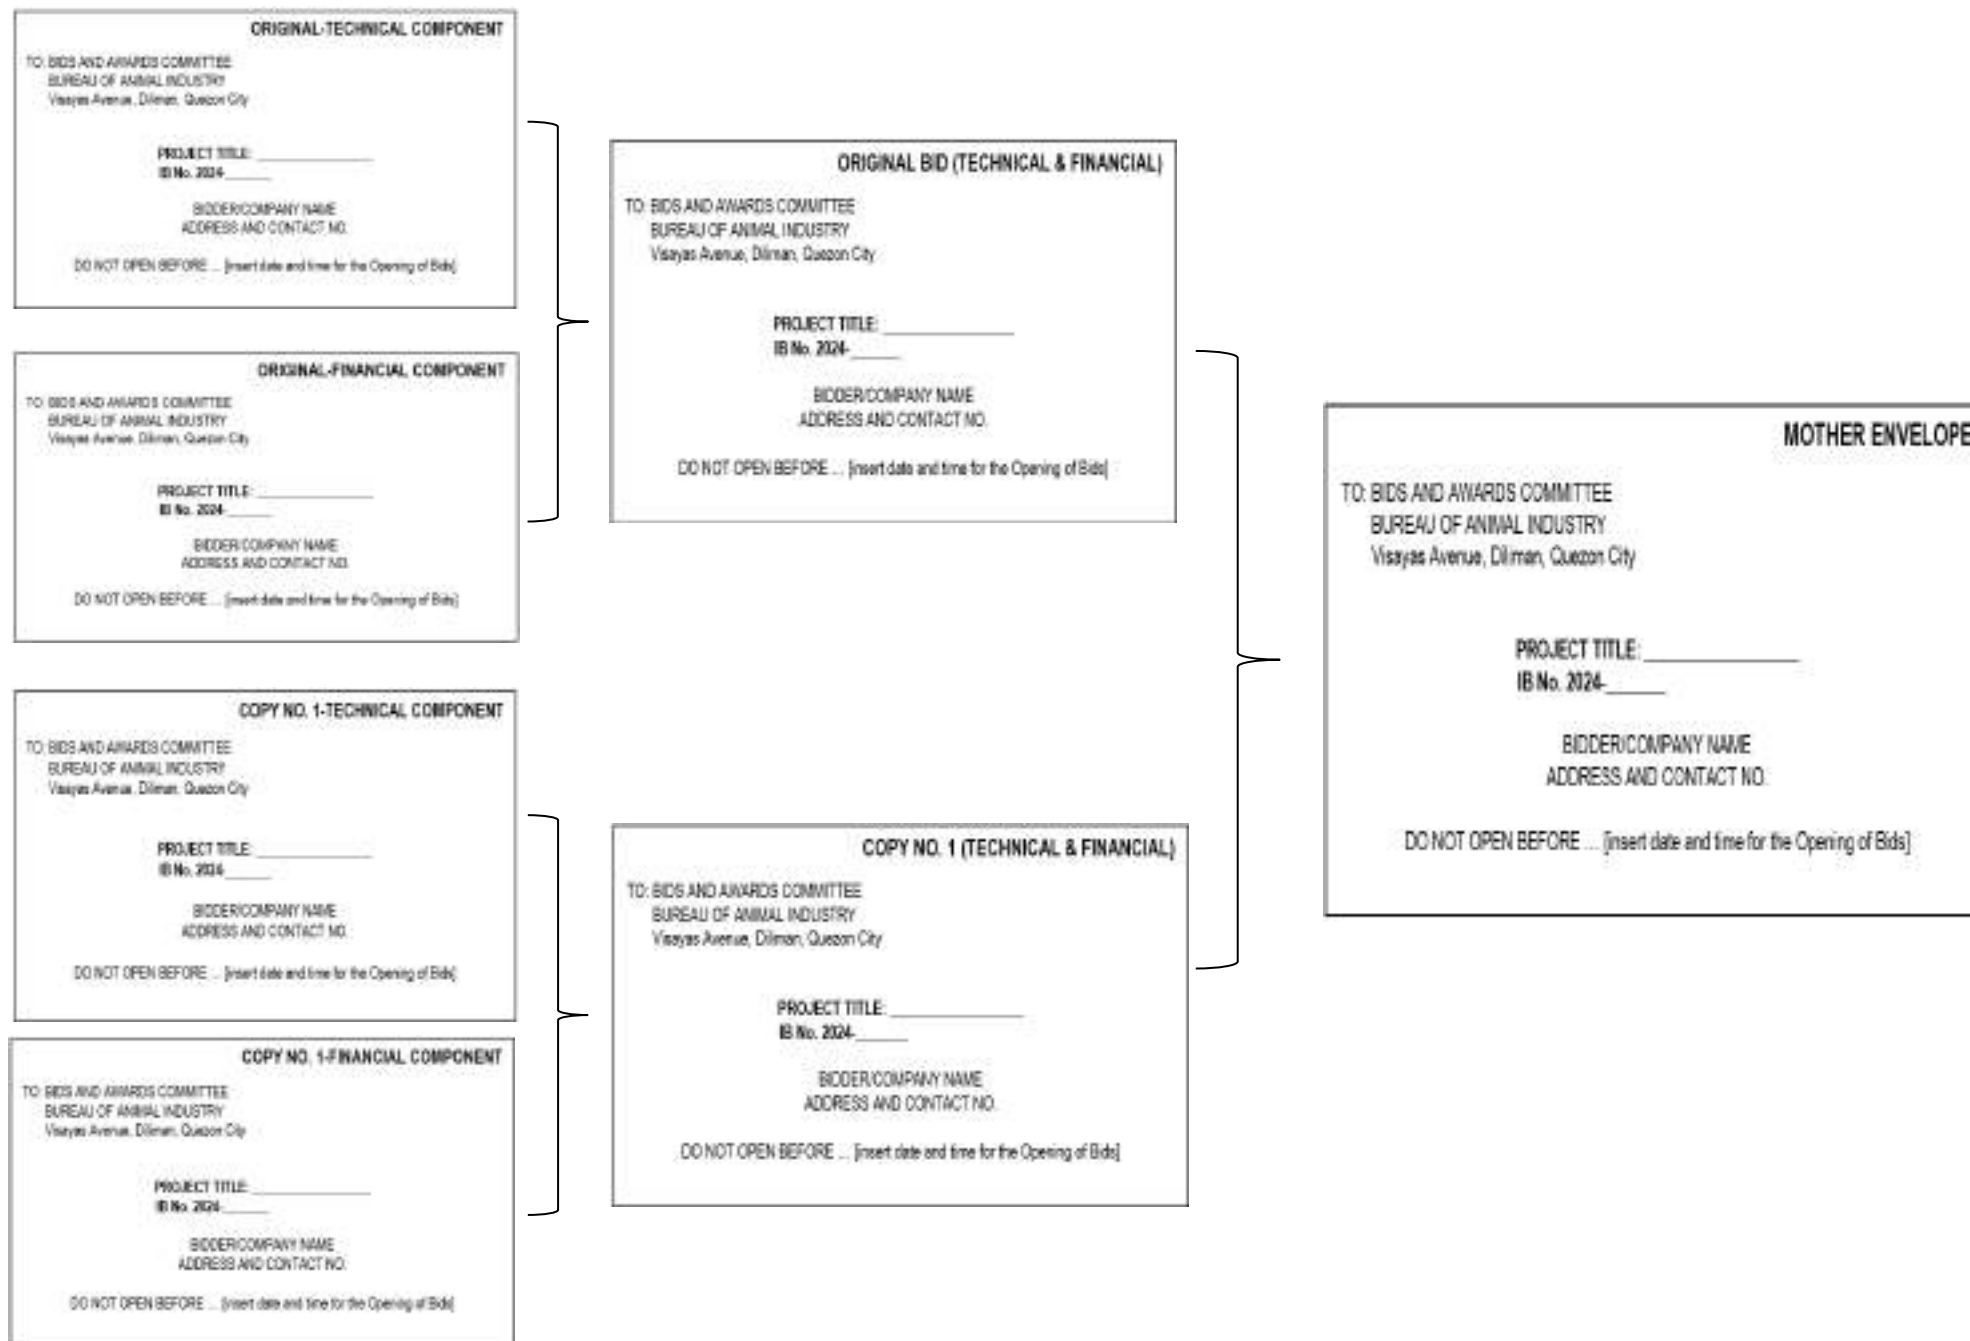 ORIGINAL-TECHNICAL COMPONENT
TO: BIDS AND AWARDS COMMITTEE
BUREAU OF ANIMAL INDUSTRY
Visayas Avenue, Diliman, Quezon City
PROJECT TITLE: _______________
IB No. 2024-______
BIDDER/COMPANY NAME
ADDRESS AND CONTACT NO.
DO NOT OPEN BEFORE ... [insert date and time for the Opening of Bids]
ORIGINAL-FINANCIAL COMPONENT
TO: BIDS AND AWARDS COMMITTEE
BUREAU OF ANIMAL INDUSTRY
Visayas Avenue, Diliman, Quezon City
PROJECT TITLE: _______________
IB No. 2024-______
BIDDER/COMPANY NAME
ADDRESS AND CONTACT NO.
DO NOT OPEN BEFORE ... [insert date and time for the Opening of Bids]
COPY NO. 1-TECHNICAL COMPONENT
TO: BIDS AND AWARDS COMMITTEE
BUREAU OF ANIMAL INDUSTRY
Visayas Avenue, Diliman, Quezon City
PROJECT TITLE: _______________
IB No. 2024-______
BIDDER/COMPANY NAME
ADDRESS AND CONTACT NO.
DO NOT OPEN BEFORE ... [insert date and time for the Opening of Bids]
COPY NO. 1-FINANCIAL COMPONENT
TO: BIDS AND AWARDS COMMITTEE
BUREAU OF ANIMAL INDUSTRY
Visayas Avenue, Diliman, Quezon City
PROJECT TITLE: _______________
IB No. 2024-______
BIDDER/COMPANY NAME
ADDRESS AND CONTACT NO.
DO NOT OPEN BEFORE ... [insert date and time for the Opening of Bids]
ORIGINAL BID (TECHNICAL & FINANCIAL)
TO: BIDS AND AWARDS COMMITTEE
BUREAU OF ANIMAL INDUSTRY
Visayas Avenue, Diliman, Quezon City
PROJECT TITLE: _______________
IB No. 2024-______
BIDDER/COMPANY NAME
ADDRESS AND CONTACT NO.
DO NOT OPEN BEFORE ... [insert date and time for the Opening of Bids]
COPY NO. 1 (TECHNICAL & FINANCIAL)
TO: BIDS AND AWARDS COMMITTEE
BUREAU OF ANIMAL INDUSTRY
Visayas Avenue, Diliman, Quezon City
PROJECT TITLE: _______________
IB No. 2024-______
BIDDER/COMPANY NAME
ADDRESS AND CONTACT NO.
DO NOT OPEN BEFORE ... [insert date and time for the Opening of Bids]
MOTHER ENVELOPE
TO: BIDS AND AWARDS COMMITTEE
BUREAU OF ANIMAL INDUSTRY
Visayas Avenue, Diliman, Quezon City
PROJECT TITLE: _______________
IB No. 2024-______
BIDDER/COMPANY NAME
ADDRESS AND CONTACT NO.
DO NOT OPEN BEFORE ... [insert date and time for the Opening of Bids]